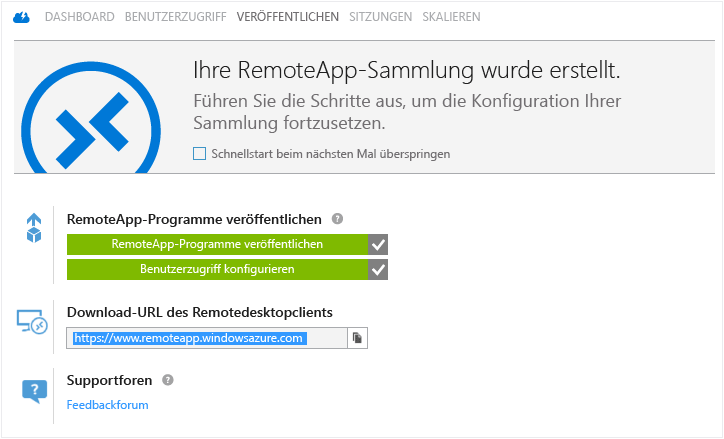 DASHBOARD BENUTZERZUGRIFF VERÖFFENTLICHEN SITZUNGEN SKALIEREN
Ihre RemoteApp-Sammlung wurde erstellt.
Führen Sie die Schritte aus, um die Konfiguration Ihrer
Sammlung fortzusetzen.
Schnellstart beim nächsten Mal überspringen
RemoteApp-Programme veröffentlichen ?
RemoteApp-Programme veröffentlichen
Benutzerzugriff konfigurieren
Download-URL des Remotedesktopclients
https://www.remoteapp.windowsazure.com
Supportforen ?
Feedbackforum